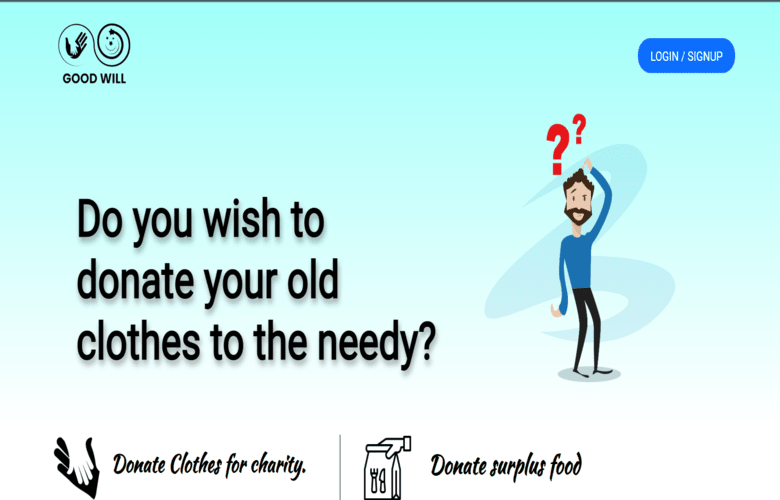 GOOD WILL
LOGIN / SIGNUP
? ?
Do you wish to
donate your old
clothes to the needy?
Donate Clothes for charity.
Donate surplus food